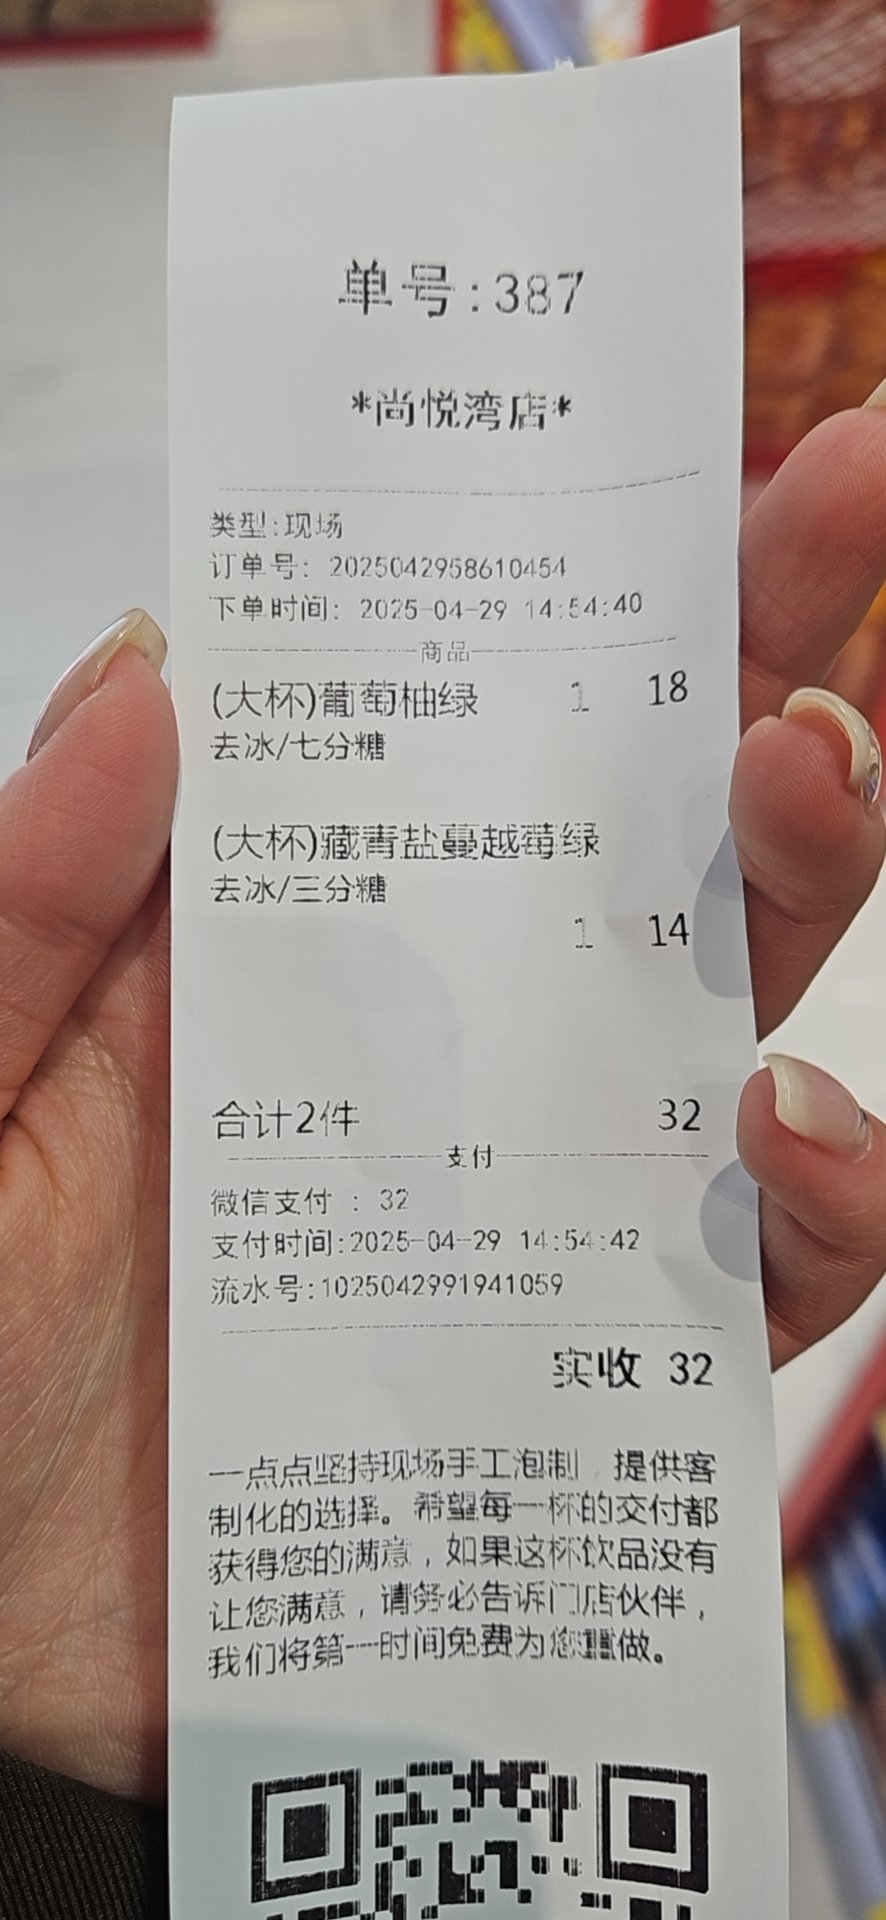 单号:387
*尚悦湾店*
类型:现场
订单号: 2025042958610454
下单时间: 2025-04-29 14:54:40
商品
(大杯)葡萄柚绿 1 18
去冰/七分糖
(大杯)藏青盐蔓越莓绿
去冰/三分糖
1 14
合计2件 32
支付
微信支付 : 32
支付时间:2025-04-29 14:54:42
流水号:1025042991941059
实收 32
一点点坚持现场手工泡制，提供客
制化的选择。希望每一杯的交付都
获得您的满意，如果这杯饮品没有
让您满意，请务必告诉门店伙伴，
我们将第一时间免费为您重做。